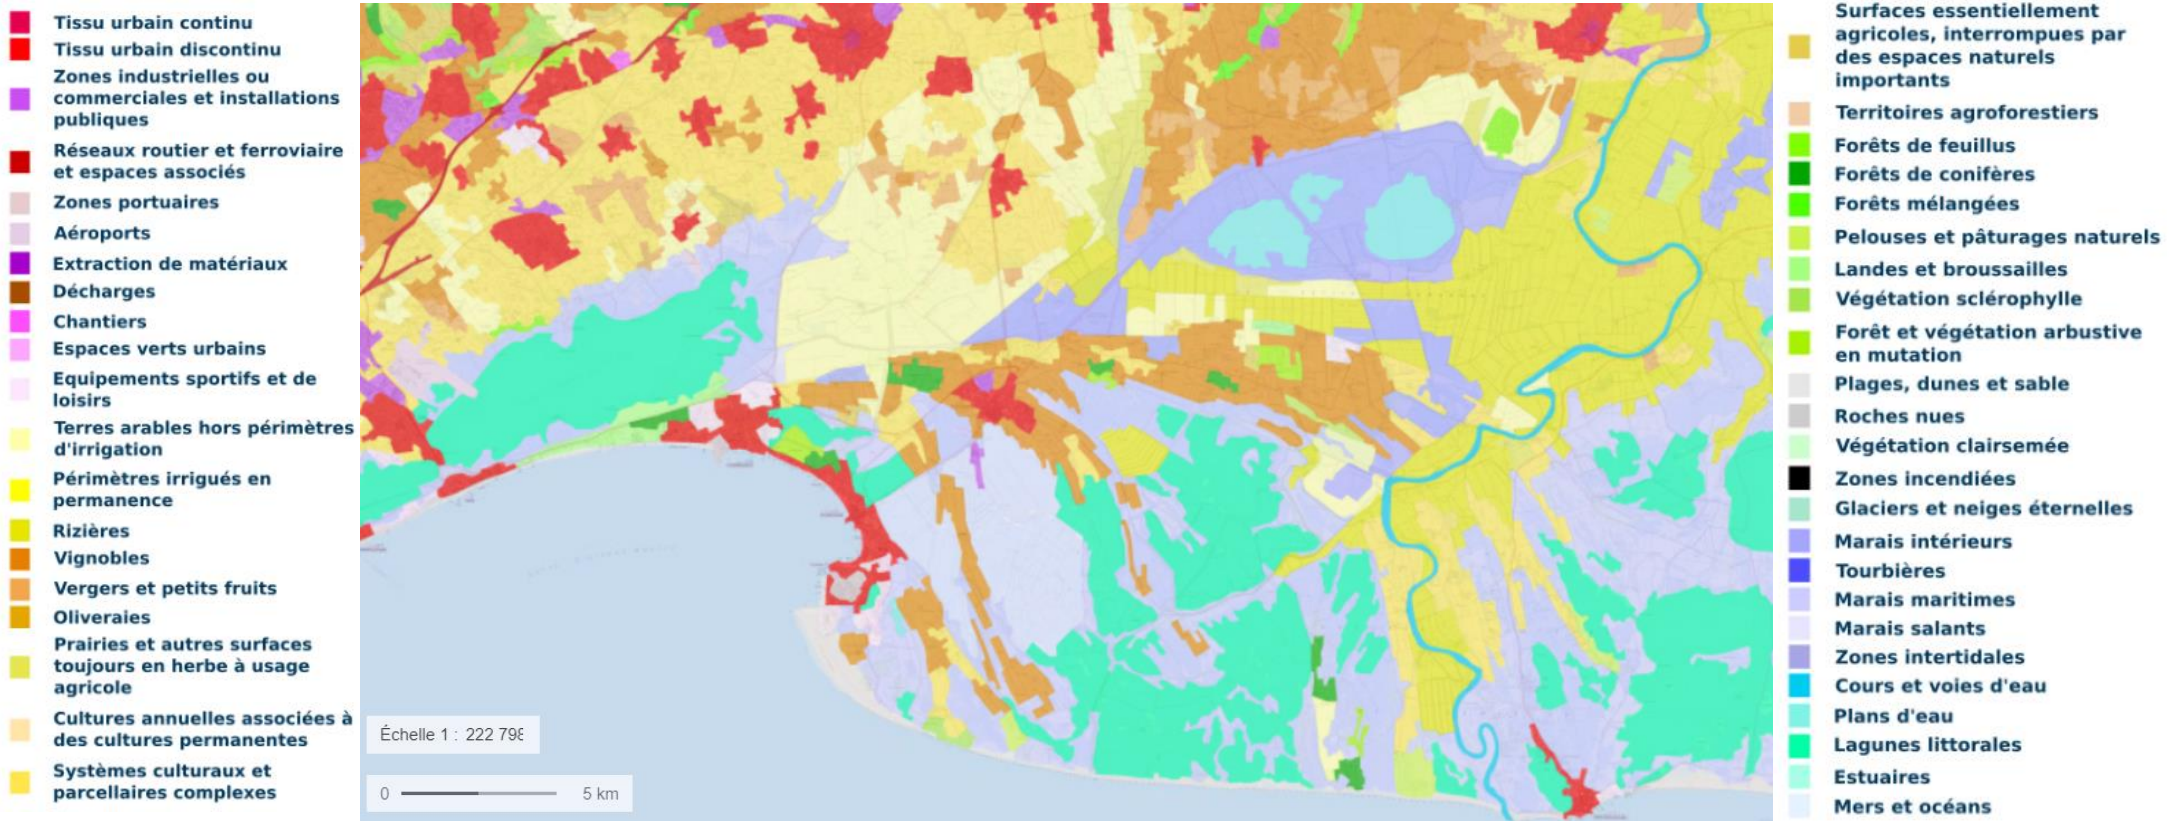 Tissu urbain continu
Tissu urbain discontinu
Zones industrielles ou
commerciales et installations
publiques
Réseaux routier et ferroviaire
et espaces associés
Zones portuaires
Aéroports
Extraction de matériaux
Décharges
Chantiers
Espaces verts urbains
Equipements sportifs et de
loisirs
Terres arables hors périmètres
d'irrigation
Périmètres irrigués en
permanence
Rizières
Vignobles
Vergers et petits fruits
Oliveraies
Prairies et autres surfaces
toujours en herbe à usage
agricole
Cultures annuelles associées à
des cultures permanentes
Systèmes culturaux et
parcellaires complexes
Échelle 1 : 222 798
0 5 km
Surfaces essentiellement
agricoles, interrompues par
des espaces naturels
importants
Territoires agroforestiers
Forêts de feuillus
Forêts de conifères
Forêts mélangées
Pelouses et pâturages naturels
Landes et broussailles
Végétation sclérophylle
Forêt et végétation arbustive
en mutation
Plages, dunes et sable
Roches nues
Végétation clairsemée
Zones incendiées
Glaciers et neiges éternelles
Marais intérieurs
Tourbières
Marais maritimes
Marais salants
Zones intertidales
Cours et voies d'eau
Plans d'eau
Lagunes littorales
Estuaires
Mers et océans